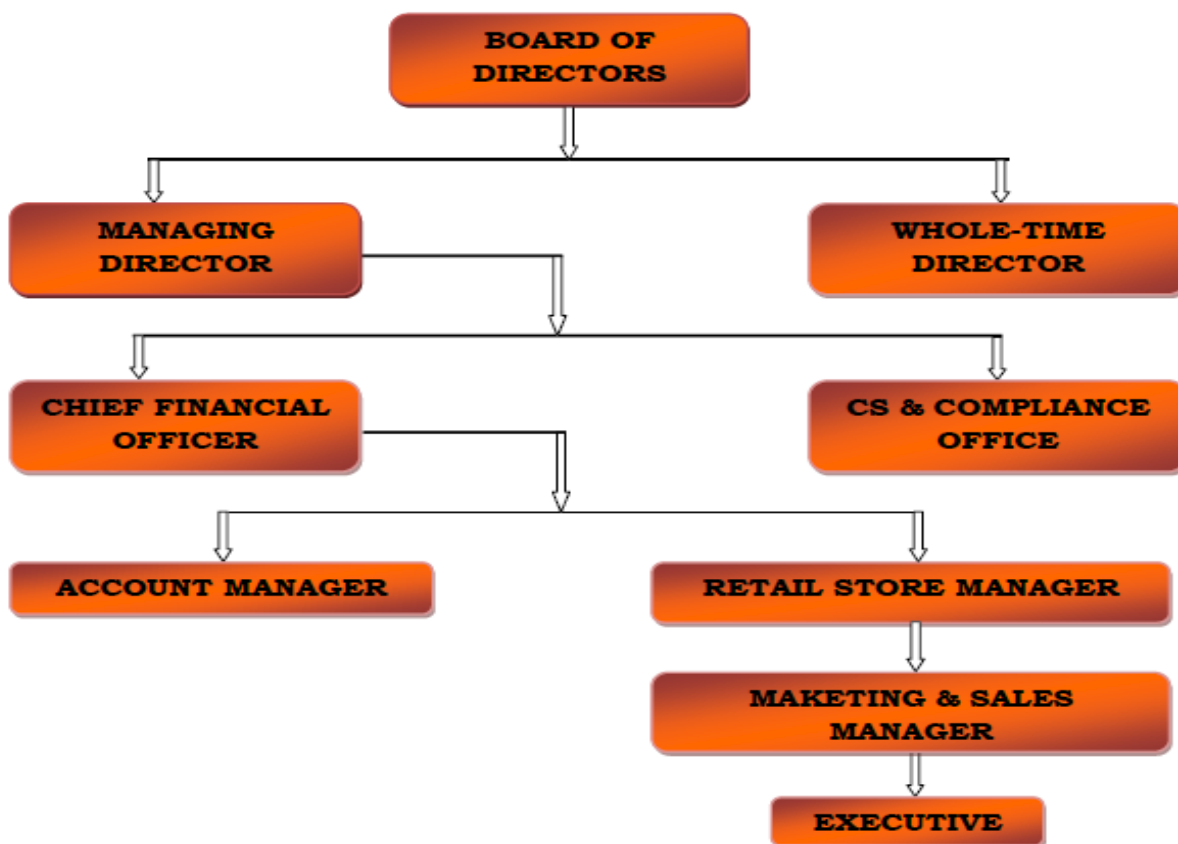 BOARD OF
DIRECTORS
MANAGING
DIRECTOR
WHOLE-TIME
DIRECTOR
CHIEF FINANCIAL
OFFICER
CS & COMPLIANCE
OFFICE
ACCOUNT MANAGER
RETAIL STORE MANAGER
MAKETING & SALES
MANAGER
EXECUTIVE